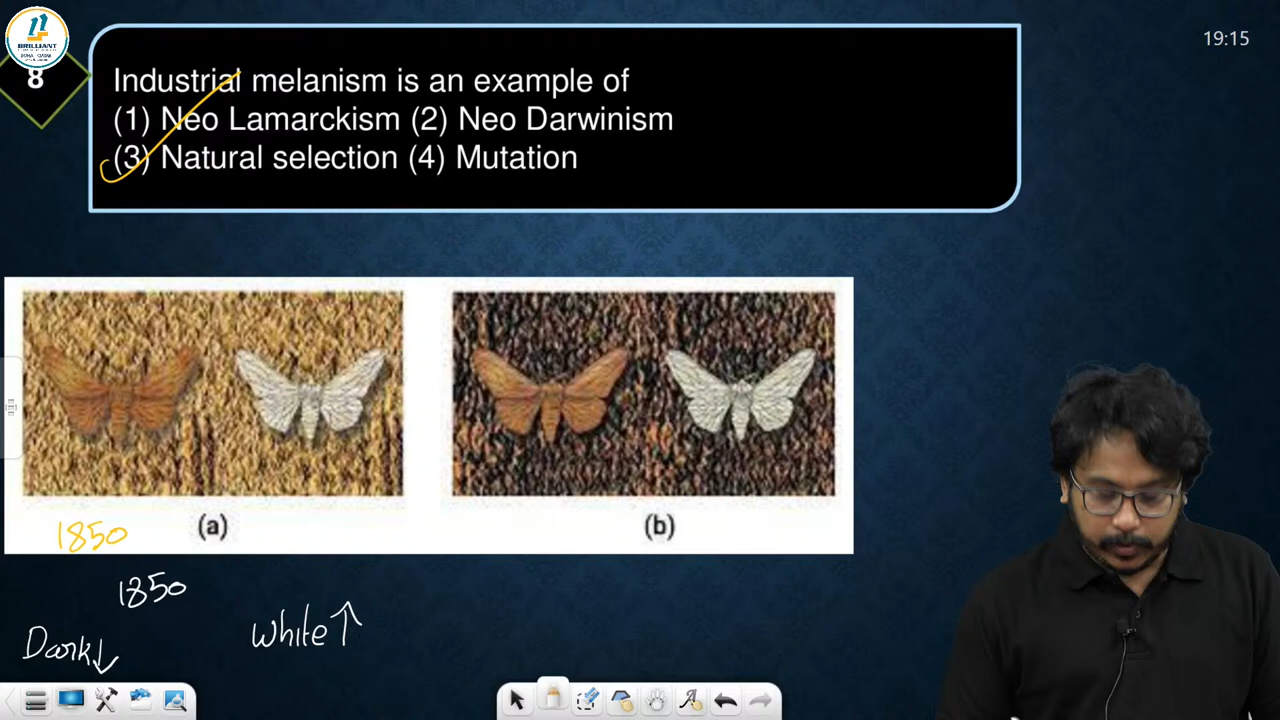 BRILLIANT
19:15
8
Industrial melanism is an example of
(1) Neo Lamarckism (2) Neo Darwinism
(3) Natural selection (4) Mutation
1850
(a)
(b)
1850
Dark↓
White↑